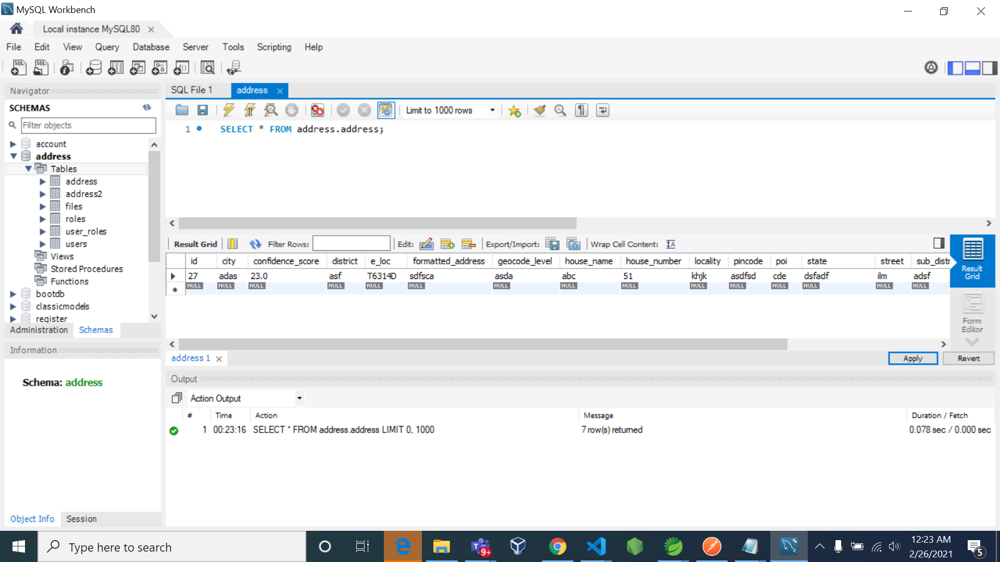 MySQL Workbench
Local instance MySQL80
File Edit View Query Database Server Tools Scripting Help
Navigator
SCHEMAS
Filter objects
account
address
Tables
address
address2
files
roles
user_roles
users
Views
Stored Procedures
Functions
bootdb
classicmodels
register
Administration Schemas
Information
Schema: address
Object Info Session
SQL File 1 address
Limit to 1000 rows
1 SELECT * FROM address.address;
Result Grid Filter Rows: Edit: Export/Import: Wrap Cell Content:
id city confidence_score district e_loc formatted_address geocode_level house_name house_number locality pincode poi state street sub_distr
27 adas 23.0 asf T6314D sdfsca asda abc 51 khjk asdfsd cde dsfadf ilm adsf
NULL NULL NULL NULL NULL NULL NULL NULL NULL NULL NULL NULL NULL NULL NULL
Result Grid
Form Editor
address 1
Apply Revert
Output
Action Output
# Time Action Message Duration / Fetch
1 00:23:16 SELECT * FROM address.address LIMIT 0, 1000 7 row(s) returned 0.078 sec / 0.000 sec
Type here to search
9+
12:23 AM
2/26/2021
5